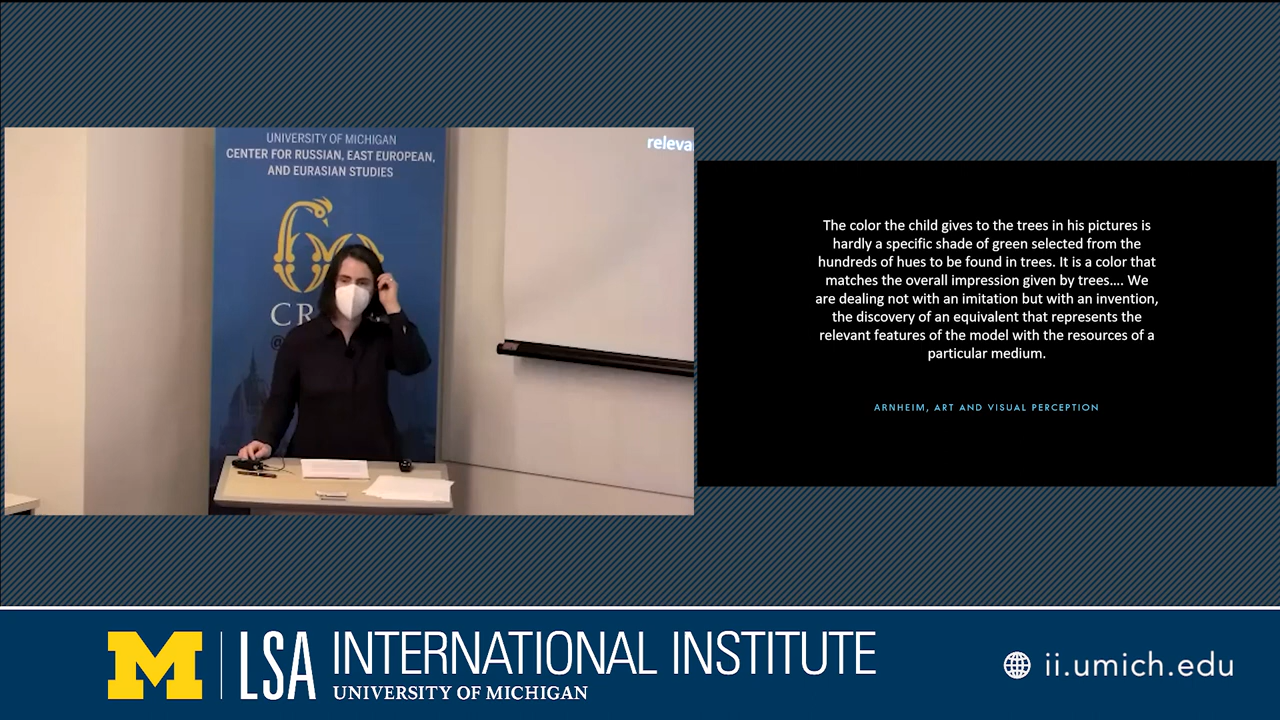 UNIVERSITY OF MICHIGAN
CENTER FOR RUSSIAN, EAST EUROPEAN,
AND EURASIAN STUDIES
60
CR
@
releva
The color the child gives to the trees in his pictures is
hardly a specific shade of green selected from the
hundreds of hues to be found in trees. It is a color that
matches the overall impression given by trees.... We
are dealing not with an imitation but with an invention,
the discovery of an equivalent that represents the
relevant features of the model with the resources of a
particular medium.
ARNHEIM, ART AND VISUAL PERCEPTION
M LSA INTERNATIONAL INSTITUTE
UNIVERSITY OF MICHIGAN
ii.umich.edu